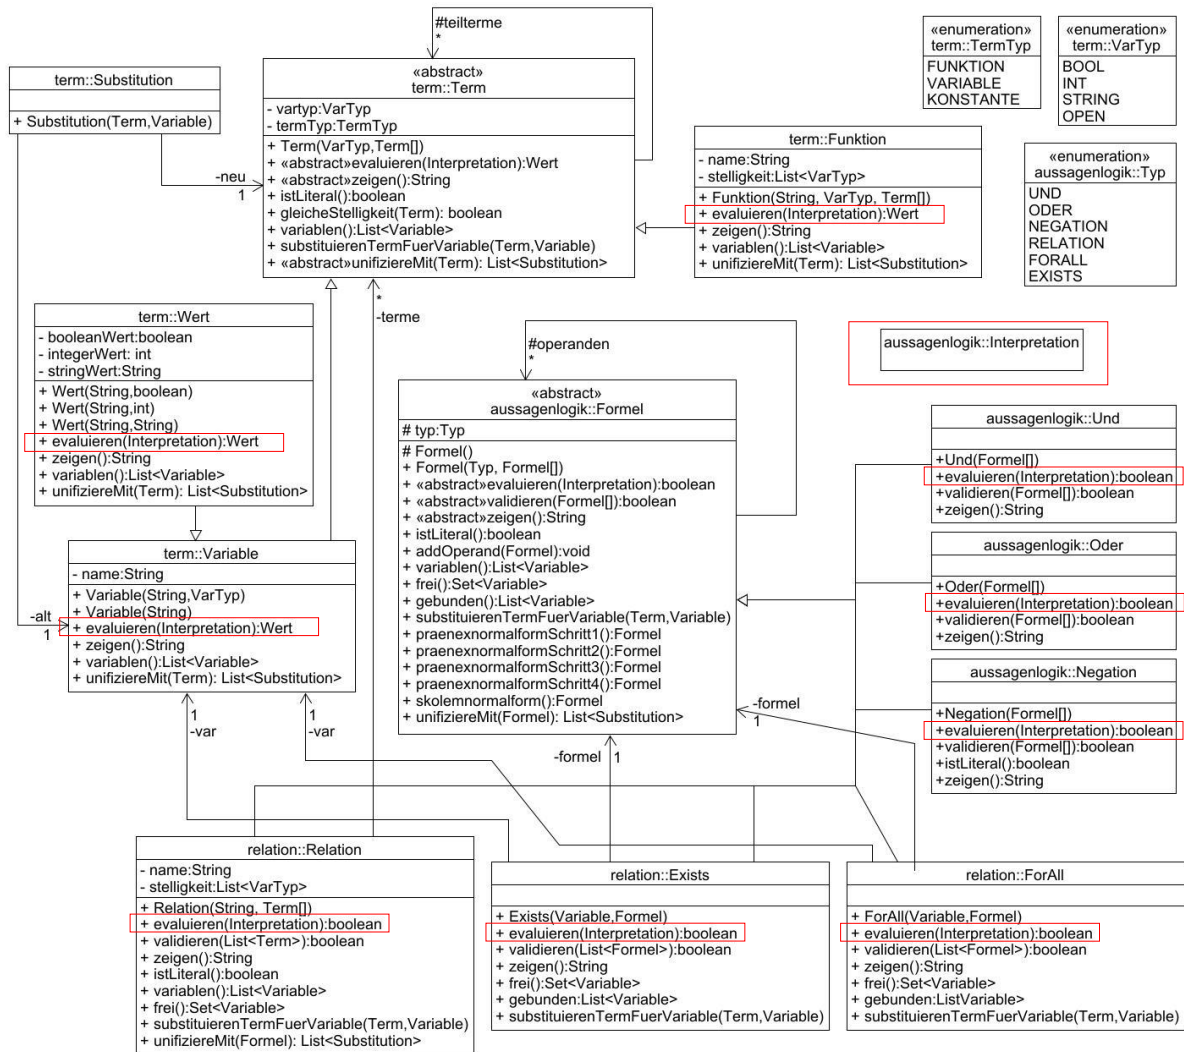 #teilterme
*
«enumeration»
term::TermTyp
FUNKTION
VARIABLE
KONSTANTE
«enumeration»
term::VarTyp
BOOL
INT
STRING
OPEN
term::Substitution
+ Substitution(Term,Variable)
«abstract»
term::Term
- vartyp:VarTyp
- termTyp:TermTyp
+ Term(VarTyp,Term[])
+ «abstract»evaluieren(Interpretation):Wert
+ «abstract»zeigen():String
+ istLiteral():boolean
+ gleicheStelligkeit(Term): boolean
+ variablen():List<Variable>
+ substituierenTermFuerVariable(Term,Variable)
+ «abstract»unifiziereMit(Term): List<Substitution>
-neu
1
term::Funktion
- name:String
- stelligkeit:List<VarTyp>
+ Funktion(String, VarTyp, Term[])
+ evaluieren(Interpretation):Wert
+ zeigen():String
+ variablen():List<Variable>
+ unifiziereMit(Term): List<Substitution>
«enumeration»
aussagenlogik::Typ
UND
ODER
NEGATION
RELATION
FORALL
EXISTS
term::Wert
- booleanWert:boolean
- integerWert: int
- stringWert:String
+ Wert(String,boolean)
+ Wert(String,int)
+ Wert(String,String)
+ evaluieren(Interpretation):Wert
+ zeigen():String
+ variablen():List<Variable>
+ unifiziereMit(Term): List<Substitution>
*
-terme
#operanden
*
aussagenlogik::Interpretation
«abstract»
aussagenlogik::Formel
# typ:Typ
# Formel()
+ Formel(Typ, Formel[])
+ «abstract»evaluieren(Interpretation):boolean
+ «abstract»validieren(Formel[]):boolean
+ «abstract»zeigen():String
+ istLiteral():boolean
+ addOperand(Formel):void
+ variablen():List<Variable>
+ frei():Set<Variable>
+ gebunden():List<Variable>
+ substituierenTermFuerVariable(Term,Variable)
+ praenexnormalformSchritt1():Formel
+ praenexnormalformSchritt2():Formel
+ praenexnormalformSchritt3():Formel
+ praenexnormalformSchritt4():Formel
+ skolemnormalform():Formel
+ unifiziereMit(Formel): List<Substitution>
aussagenlogik::Und
+Und(Formel[])
+evaluieren(Interpretation):boolean
+validieren(Formel[]):boolean
+zeigen():String
term::Variable
- name:String
+ Variable(String,VarTyp)
+ Variable(String)
+ evaluieren(Interpretation):Wert
+ zeigen():String
+ variablen():List<Variable>
+ unifiziereMit(Term): List<Substitution>
-alt
1
aussagenlogik::Oder
+Oder(Formel[])
+evaluieren(Interpretation):boolean
+validieren(Formel[]):boolean
+zeigen():String
aussagenlogik::Negation
+Negation(Formel[])
+evaluieren(Interpretation):boolean
+validieren(Formel[]):boolean
+istLiteral():boolean
+zeigen():String
1
-var
1
-var
-formel
1
-formel
1
relation::Relation
- name:String
- stelligkeit:List<VarTyp>
+ Relation(String, Term[])
+ evaluieren(Interpretation):boolean
+ validieren(List<Term>):boolean
+ zeigen():String
+ istLiteral():boolean
+ variablen():List<Variable>
+ frei():Set<Variable>
+ substituierenTermFuerVariable(Term,Variable)
+ unifiziereMit(Formel): List<Substitution>
relation::Exists
+ Exists(Variable,Formel)
+ evaluieren(Interpretation):boolean
+ validieren(List<Formel>):boolean
+ zeigen():String
+ frei():Set<Variable>
+ gebunden:List<Variable>
+ substituierenTermFuerVariable(Term,Variable)
relation::ForAll
+ ForAll(Variable,Formel)
+ evaluieren(Interpretation):boolean
+ validieren(List<Formel>):boolean
+ zeigen():String
+ frei():Set<Variable>
+ gebunden:ListVariable>
+ substituierenTermFuerVariable(Term,Variable)